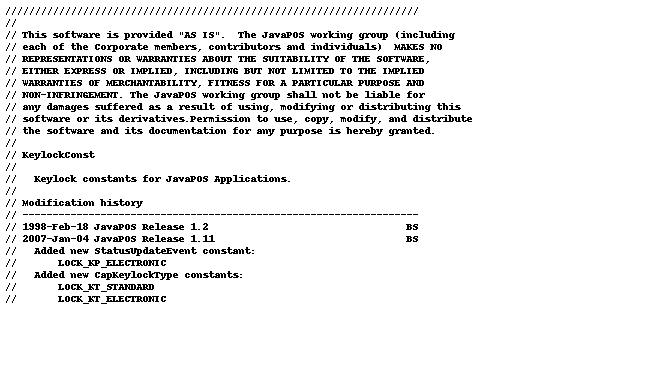 //////////////////////////////////////////////////////////////////////
//
// This software is provided "AS IS".  The JavaPOS working group (including
// each of the Corporate members, contributors and individuals)  MAKES NO
// REPRESENTATIONS OR WARRANTIES ABOUT THE SUITABILITY OF THE SOFTWARE,
// EITHER EXPRESS OR IMPLIED, INCLUDING BUT NOT LIMITED TO THE IMPLIED
// WARRANTIES OF MERCHANTABILITY, FITNESS FOR A PARTICULAR PURPOSE AND
// NON-INFRINGEMENT. The JavaPOS working group shall not be liable for
// any damages suffered as a result of using, modifying or distributing this
// software or its derivatives.Permission to use, copy, modify, and distribute
// the software and its documentation for any purpose is hereby granted.
//
// KeylockConst
//
//   Keylock constants for JavaPOS Applications.
//
// Modification history
// ------------------------------------------------------------------
// 1998-Feb-18 JavaPOS Release 1.2                                 BS
// 2007-Jan-04 JavaPOS Release 1.11                                BS
//   Added new StatusUpdateEvent constant:
//       LOCK_KP_ELECTRONIC
//   Added new CapKeylockType constants:
//       LOCK_KT_STANDARD
//       LOCK_KT_ELECTRONIC